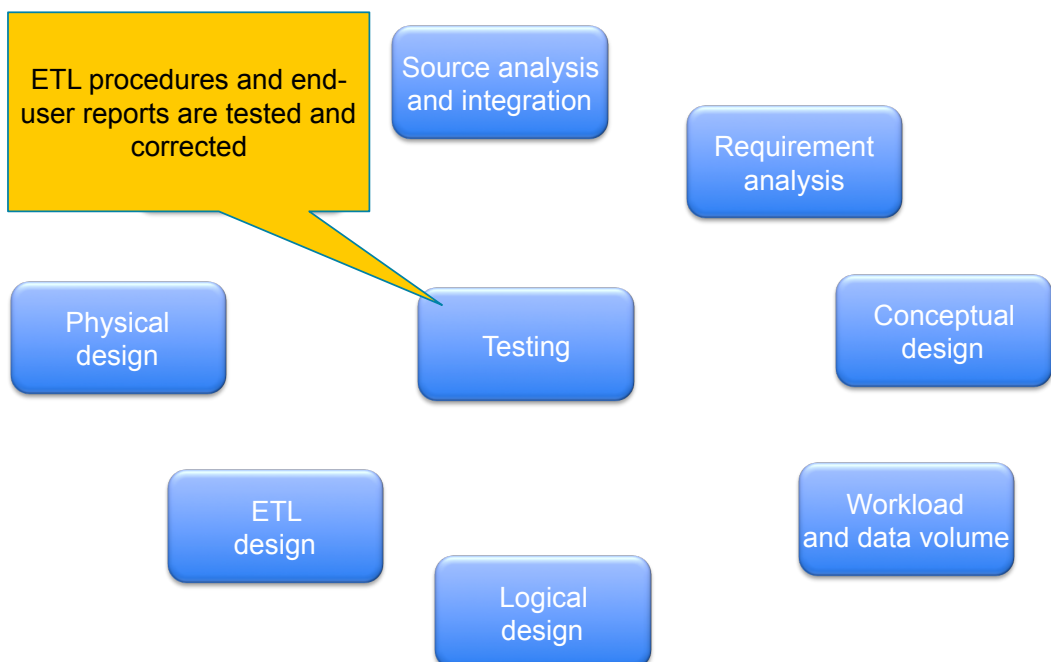 ETL procedures and end-
user reports are tested and
corrected
Source analysis
and integration
Requirement
analysis
Physical
design
Testing
Conceptual
design
ETL
design
Workload
and data volume
Logical
design